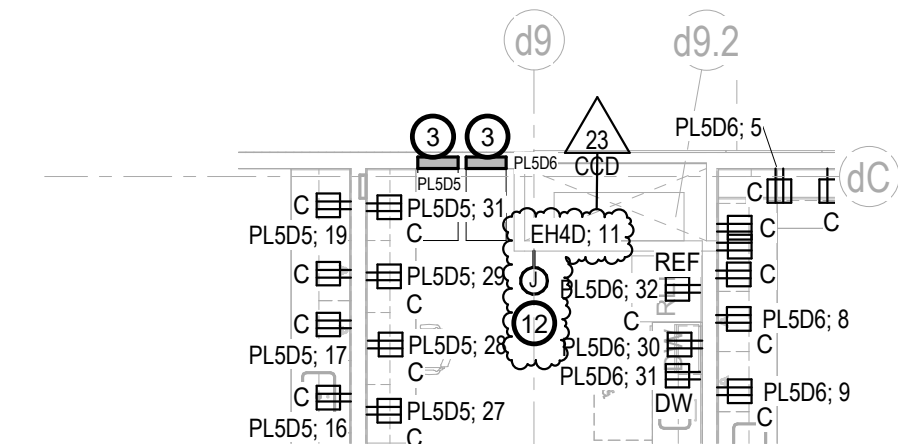 d9
d9.2
3
3
23
CCD
PL5D6; 5
PL5D6
PL5D5
dC
C
PL5D5; 31
C
C
C
PL5D5; 19
EH4D; 11
C
REF
C
PL5D5; 29
J
PL5D6; 32
C
C
12
C
PL5D6; 8
C
PL5D5; 28
PL5D6; 30
C
PL5D5; 17
C
PL5D6; 31
C
PL5D6; 9
DW
PL5D5; 27
C
PL5D5; 16
C